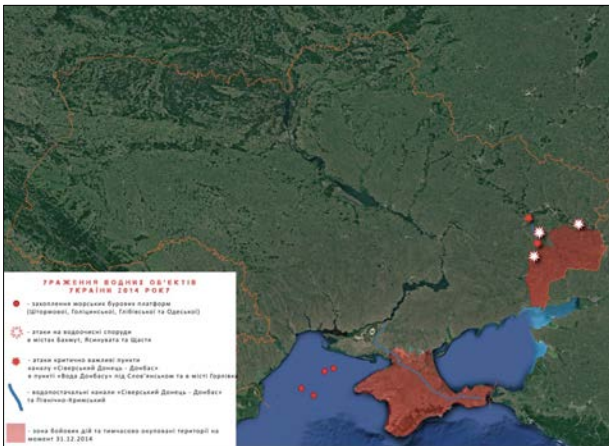 УРАЖЕННЯ ВОДНИЕ ОБ'ЄКТІВ
УКРАЇНИ 2014 РОКУ
- захоплення морських бурових платформ
(Штормової, Голіцинської, Глібівської та Одеської)
- атаки на водоочисні споруди
в містах Бахмут, Ясинувата та Щастя
- атаки критично важливі пункти
каналу «Сіверський Донець - Донбас»
в пункті «Вода Донбасу» під Слов'янськом та в місті Горлівка
- водопостачальні канали «Сіверський Донець - Донбас»
та Північно-Кримський
- зона бойових дій та тимчасово окуповані території на
момент 31.12.2014